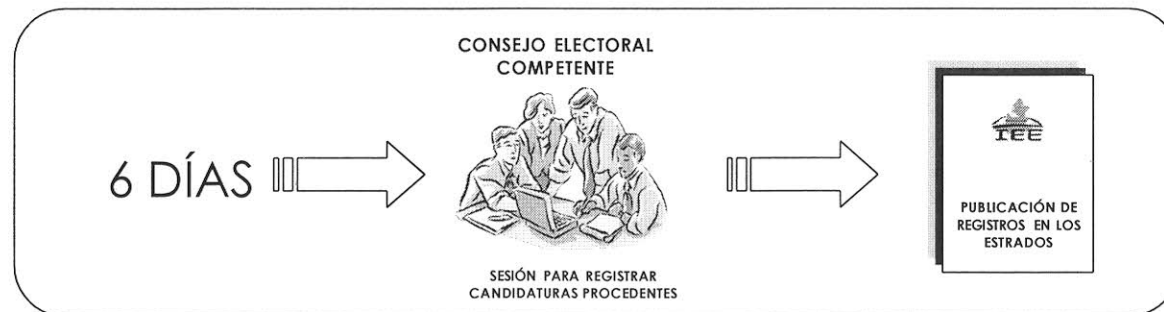 6 DÍAS
CONSEJO ELECTORAL
COMPETENTE
SESIÓN PARA REGISTRAR
CANDIDATURAS PROCEDENTES
IEE
PUBLICACIÓN DE
REGISTROS EN LOS
ESTRADOS